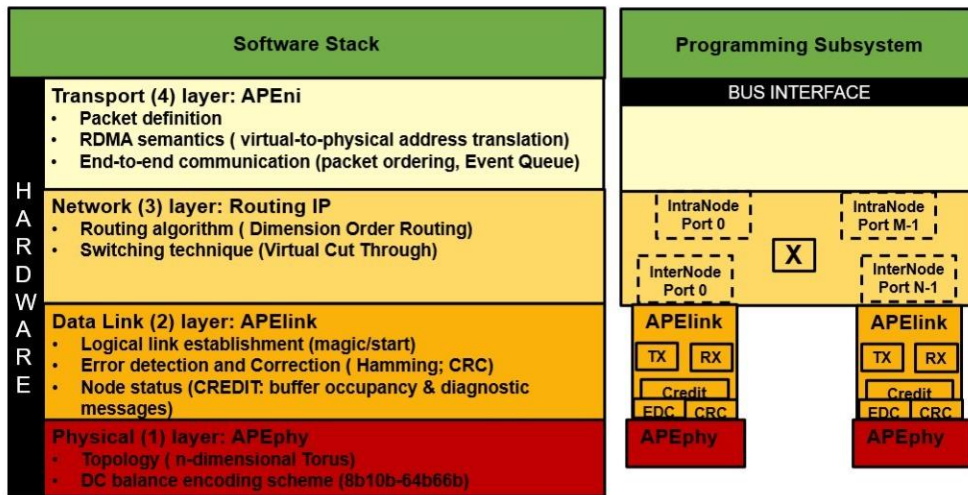 Software Stack
HARDWARE
Transport (4) layer: APEni
• Packet definition
• RDMA semantics ( virtual-to-physical address translation)
• End-to-end communication (packet ordering, Event Queue)
Network (3) layer: Routing IP
• Routing algorithm ( Dimension Order Routing)
• Switching technique (Virtual Cut Through)
Data Link (2) layer: APElink
• Logical link establishment (magic/start)
• Error detection and Correction ( Hamming; CRC)
• Node status (CREDIT: buffer occupancy & diagnostic
messages)
Physical (1) layer: APEphy
• Topology ( n-dimensional Torus)
• DC balance encoding scheme (8b10b-64b66b)
Programming Subsystem
BUS INTERFACE
IntraNode
Port 0
IntraNode
Port M-1
X
InterNode
Port 0
InterNode
Port N-1
APElink
TX RX
Credit
EDC CRC
APEphy
APElink
TX RX
Credit
EDC CRC
APEphy